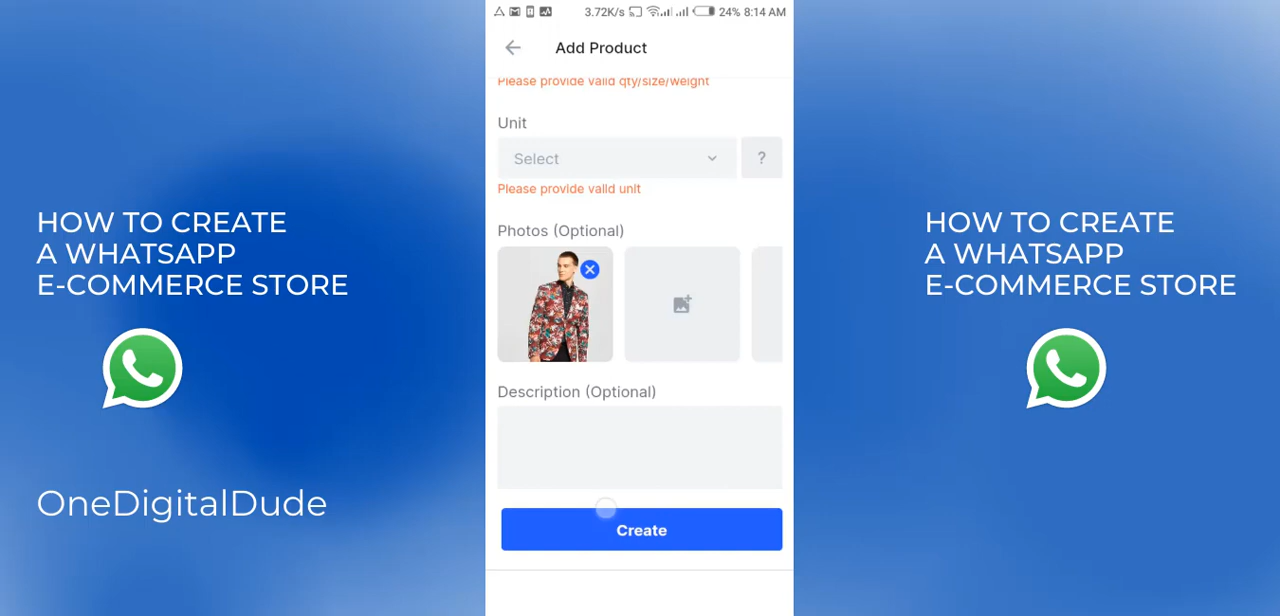 HOW TO CREATE
A WHATSAPP
E-COMMERCE STORE
OneDigitalDude
3.72K/s 24% 8:14 AM
Add Product
Please provide valid qty/size/weight
Unit
Select
?
Please provide valid unit
Photos (Optional)
Description (Optional)
Create
HOW TO CREATE
A WHATSAPP
E-COMMERCE STORE